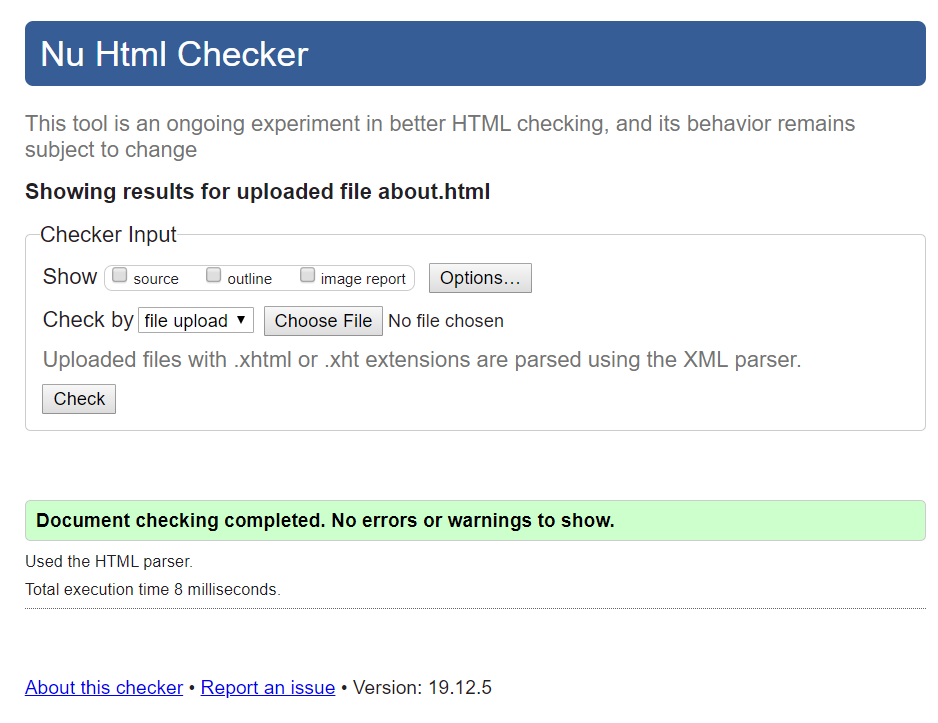 Nu Html Checker
This tool is an ongoing experiment in better HTML checking, and its behavior remains
subject to change
Showing results for uploaded file about.html
Checker Input
Show source outline image report Options...
Check by file upload ▼ Choose File No file chosen
Uploaded files with .xhtml or .xht extensions are parsed using the XML parser.
Check
Document checking completed. No errors or warnings to show.
Used the HTML parser.
Total execution time 8 milliseconds.
About this checker • Report an issue • Version: 19.12.5